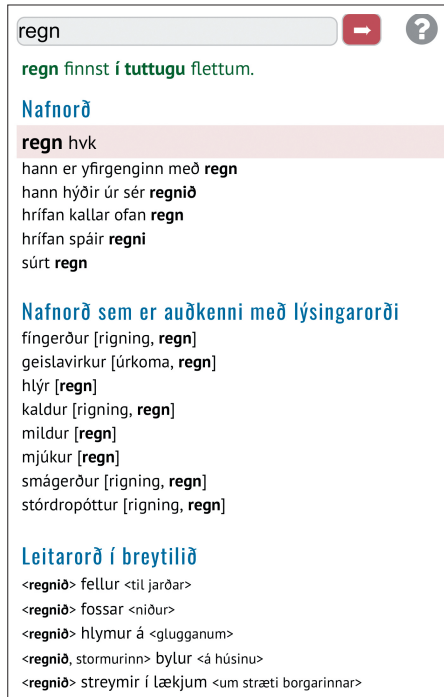 regn
?
regn finnst í tuttugu flettum.
Nafnorð
regn hvk
hann er yfirgenginn með regn
hann hýðir úr sér regnið
hrífan kallar ofan regn
hrífan spáir regni
súrt regn
Nafnorð sem er auðkenni með lýsingarorði
fíngerður [rigning, regn]
geislavirkur [úrkoma, regn]
hlýr [regn]
kaldur [rigning, regn]
mildur [regn]
mjúkur [regn]
smágerður [rigning, regn]
stórdropóttur [rigning, regn]
Leitarorð í breytilið
<regnið> fellur <til jarðar>
<regnið> fossar <niður>
<regnið> hlymur á <glugganum>
<regnið, stormurinn> bylur <á húsinu>
<regnið> streymir í lækjum <um stræti borgarinnar>